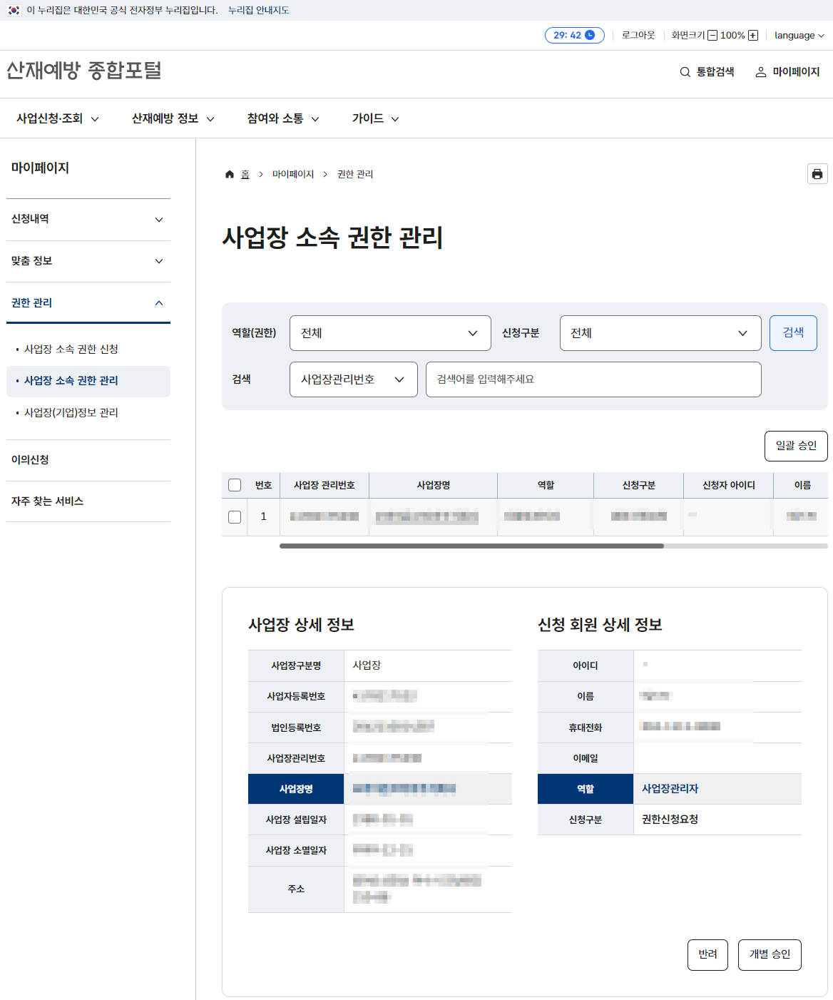 이 누리집은 대한민국 공식 전자정부 누리집입니다. 누리집 안내지도
29: 42 로그아웃 화면크기 100% language
산재예방 종합포털
통합검색 마이페이지
사업신청·조회 산재예방 정보 참여와 소통 가이드
마이페이지
신청내역
맞춤 정보
권한 관리
• 사업장 소속 권한 신청
• 사업장 소속 권한 관리
• 사업장(기업)정보 관리
이의신청
자주 찾는 서비스
홈 > 마이페이지 > 권한 관리
사업장 소속 권한 관리
역할(권한) 전체 신청구분 전체 검색
검색 사업장관리번호 검색어를 입력해주세요
일괄 승인
번호 사업장 관리번호 사업장명 역할 신청구분 신청자 아이디 이름
1
사업장 상세 정보
사업장구분명 사업장
사업자등록번호
법인등록번호
사업장관리번호
사업장명
사업장 설립일자
사업장 소멸일자
주소
신청 회원 상세 정보
아이디
이름
휴대전화
이메일
역할 사업장관리자
신청구분 권한신청요청
반려 개별 승인